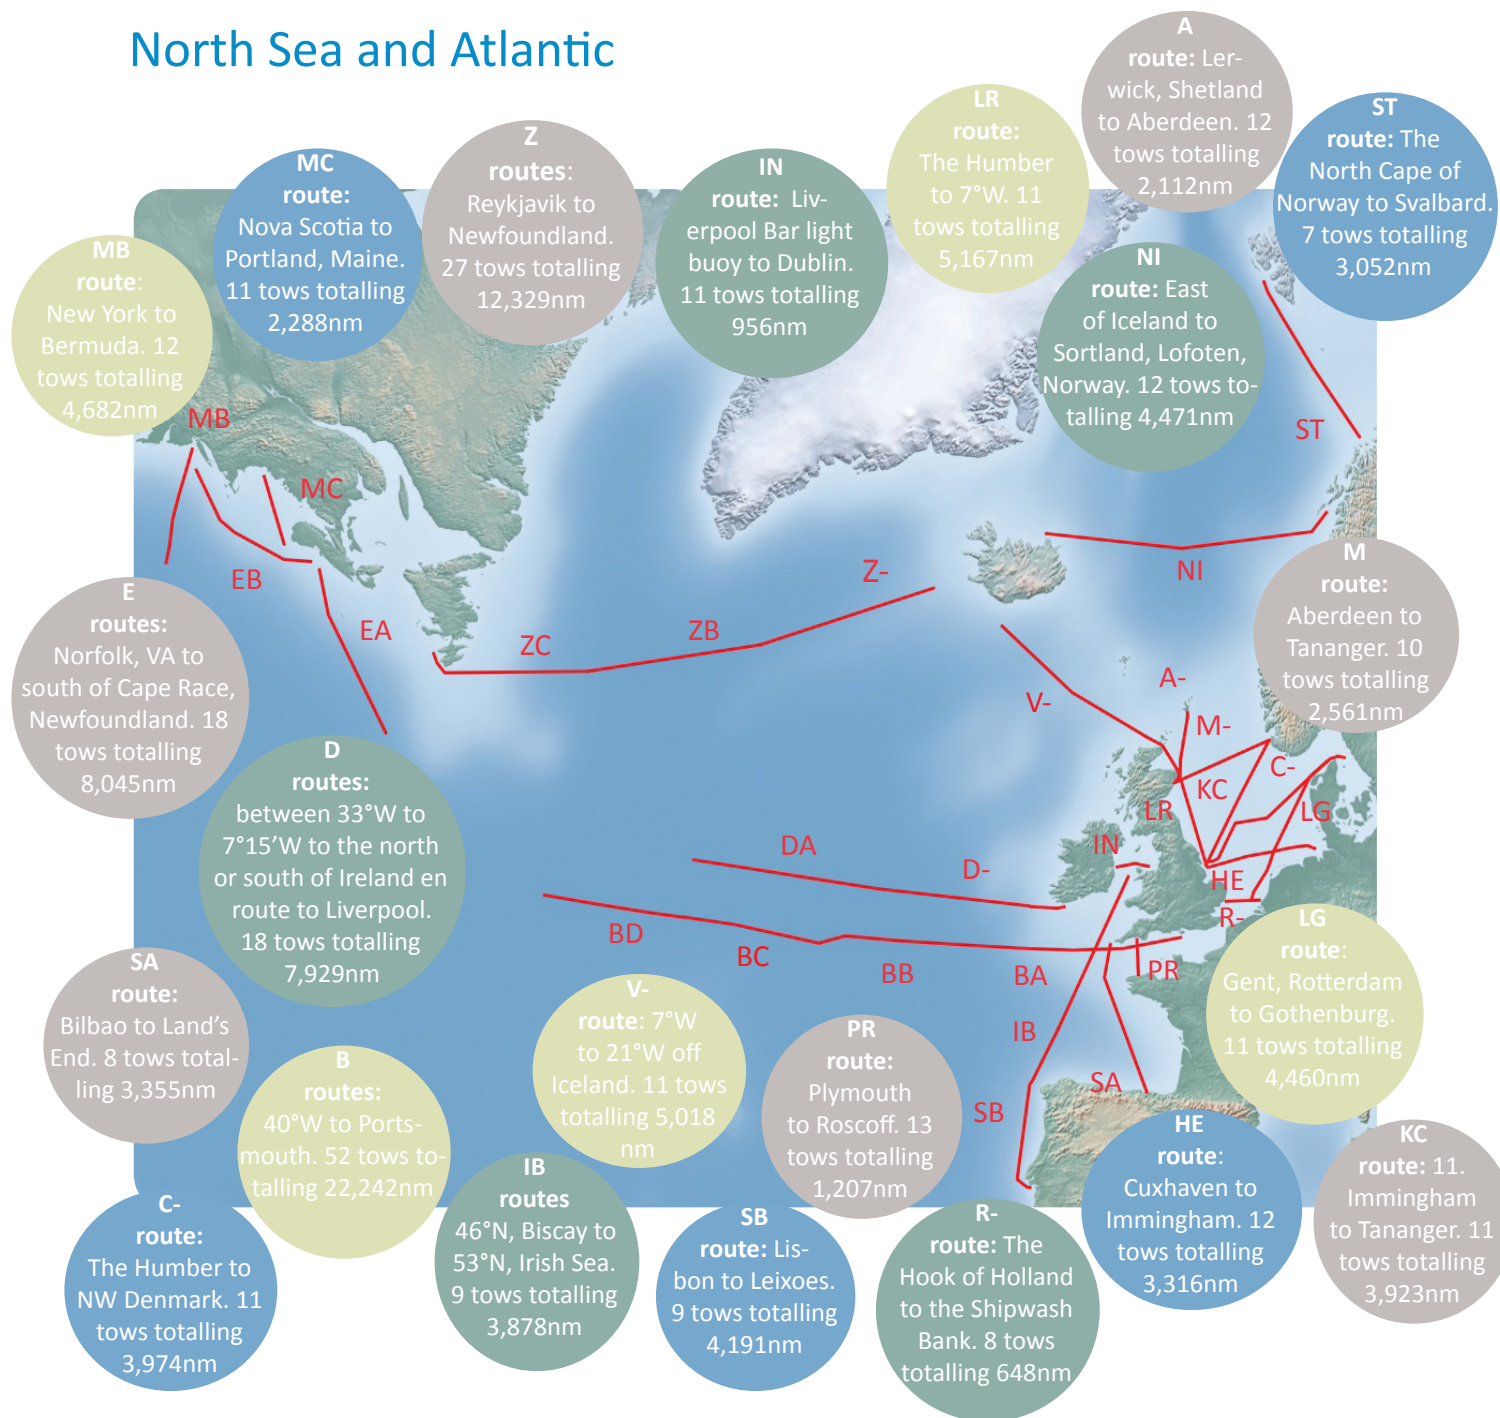 North Sea and Atlantic
A
route: Ler-
wick, Shetland
to Aberdeen. 12
tows totalling
2,112nm
LR
route:
The Humber
to 7°W. 11
tows totalling
5,167nm
ST
route: The
North Cape of
Norway to Svalbard.
7 tows totalling
3,052nm
Z
routes:
Reykjavik to
Newfoundland.
27 tows totalling
12,329nm
MC
route:
Nova Scotia to
Portland, Maine.
11 tows totalling
2,288nm
IN
route: Liv-
erpool Bar light
buoy to Dublin.
11 tows totalling
956nm
MB
route:
New York to
Bermuda. 12
tows totalling
4,682nm
NI
route: East
of Iceland to
Sortland, Lofoten,
Norway. 12 tows to-
talling 4,471nm
MB
MC
ST
EB
EA
Z-
ZB
ZC
NI
V-
A-
M-
C-
KC
LR
LG
IN
HE
R-
DA
D-
BD
BC
BB
BA
PR
IB
SA
SB
M
route:
Aberdeen to
Tananger. 10
tows totalling
2,561nm
E
routes:
Norfolk, VA to
south of Cape Race,
Newfoundland. 18
tows totalling
8,045nm
D
routes:
between 33°W to
7°15’W to the north
or south of Ireland en
route to Liverpool.
18 tows totalling
7,929nm
LG
route:
Gent, Rotterdam
to Gothenburg.
11 tows totalling
4,460nm
SA
route:
Bilbao to Land’s
End. 8 tows total-
ling 3,355nm
V-
route: 7°W
to 21°W off
Iceland. 11 tows
totalling 5,018
nm
PR
route:
Plymouth
to Roscoff. 13
tows totalling
1,207nm
B
routes:
40°W to Ports-
mouth. 52 tows to-
talling 22,242nm
HE
route:
Cuxhaven to
Immingham. 12
tows totalling
3,316nm
KC
route: 11.
Immingham
to Tananger. 11
tows totalling
3,923nm
IB
routes
46°N, Biscay to
53°N, Irish Sea.
9 tows totalling
3,878nm
C-
route:
The Humber to
NW Denmark. 11
tows totalling
3,974nm
SB
route: Lis-
bon to Leixoes.
9 tows totalling
4,191nm
R-
route: The
Hook of Holland
to the Shipwash
Bank. 8 tows
totalling 648nm